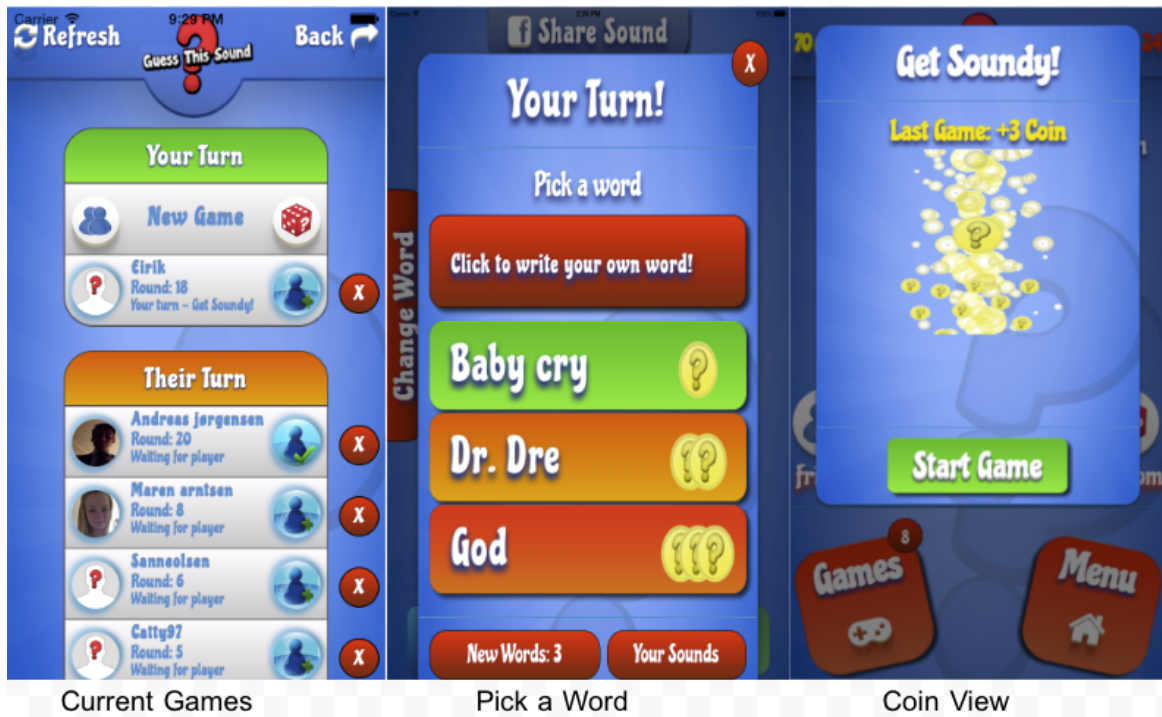 Carrier 9:29 PM
Refresh
Guess This Sound
Back
Your Turn
New Game
Eirik
Round: 18
Your turn - Get Soundy!
X
Their Turn
Andreas jørgensen
Round: 20
Waiting for player
X
Maren arntsen
Round: 8
Waiting for player
X
Sanneolsen
Round: 6
Waiting for player
X
Catty97
Round: 5
Waiting for player
X
Share Sound
X
Your Turn!
Pick a word
Change Word
Click to write your own word!
Baby cry
Dr. Dre
God
New Words: 3
Your Sounds
70
Get Soundy!
Last Game: +3 Coin
Start Game
8
Games
Menu
Current Games
Pick a Word
Coin View